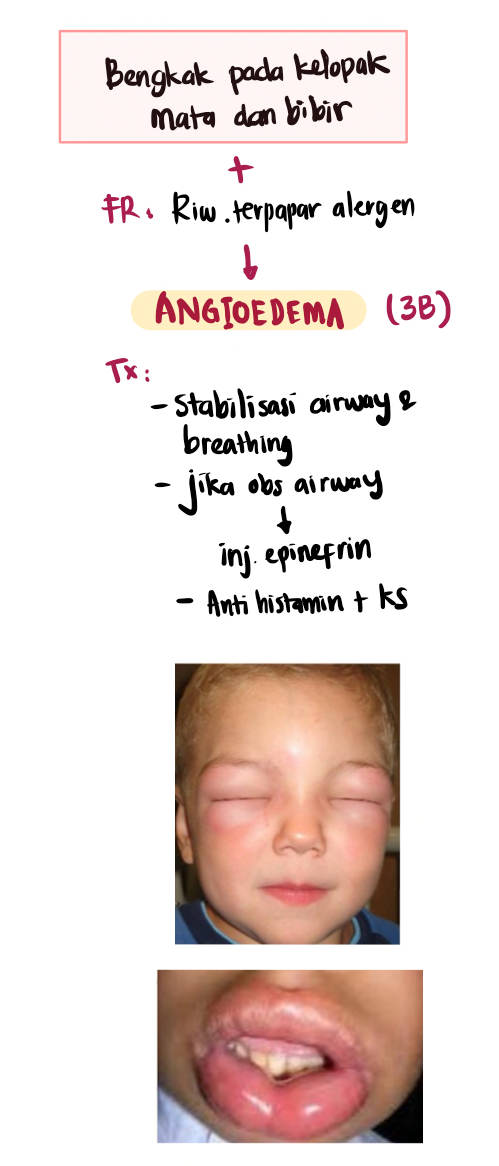 Bengkak pada kelopak
mata dan bibir
+
FR. Riw. terpapar alergen
↓
ANGIOEDEMA (3B)
Tx:
- Stabilisasi airway &
breathing
- jika obs airway
↓
inj. epinefrin
- Anti histamin + KS